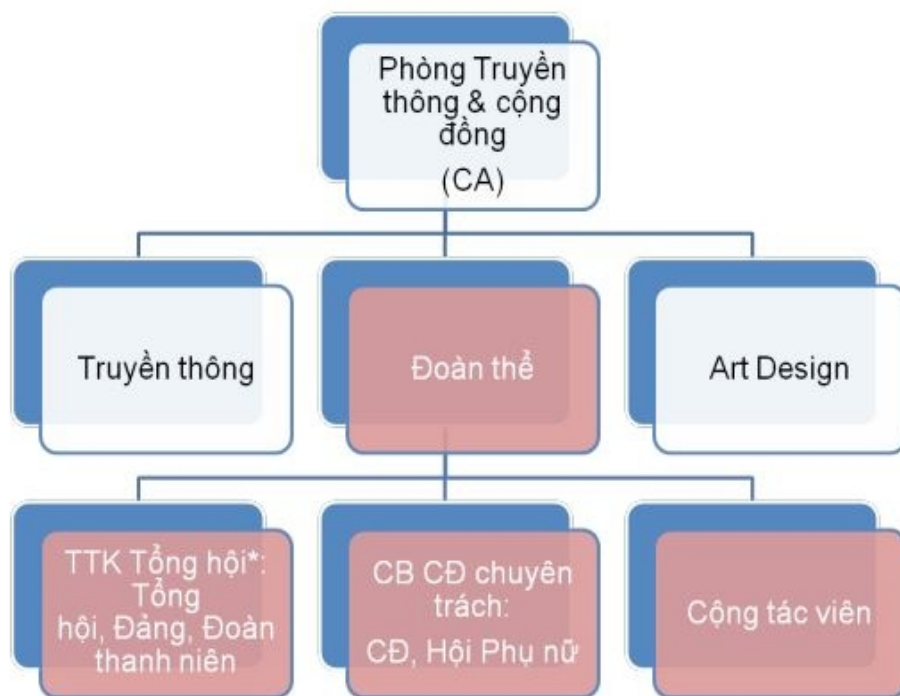 Phòng Truyền
thông & cộng
đồng
(CA)
Truyền thông
Đoàn thể
Art Design
TTK Tổng hội*:
Tổng
hội, Đảng, Đoàn
thanh niên
CB CĐ chuyên
trách:
CĐ, Hội Phụ nữ
Cộng tác viên